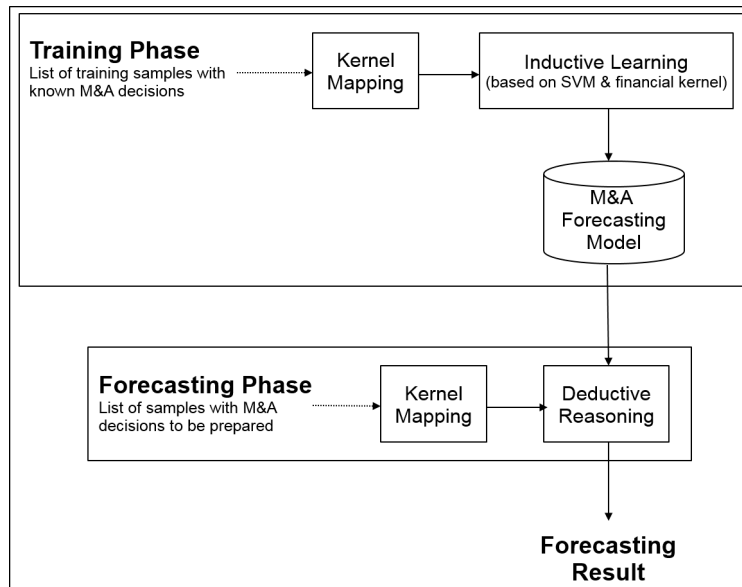 Training Phase
List of training samples with
known M&A decisions
Kernel
Mapping
Inductive Learning
(based on SVM & financial kernel)
M&A
Forecasting
Model
Forecasting Phase
List of samples with M&A
decisions to be prepared
Kernel
Mapping
Deductive
Reasoning
Forecasting
Result